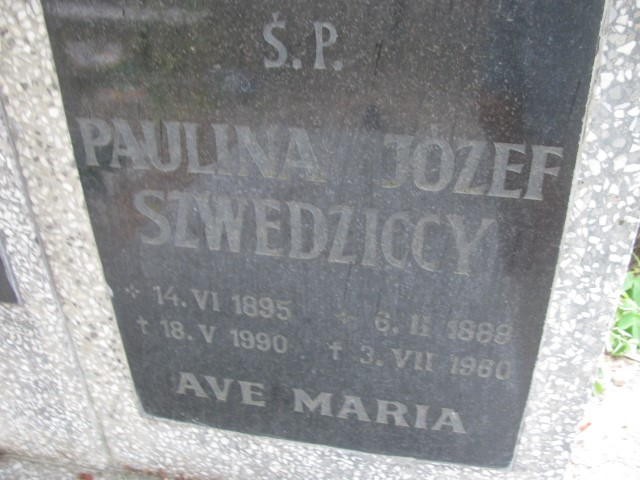 Ś.P.
PAULINA JÓZEF
SZWEDZICCY
14.VI 1895 6.II 1889
† 18.V 1990 † 3.VII 1960
AVE MARIA